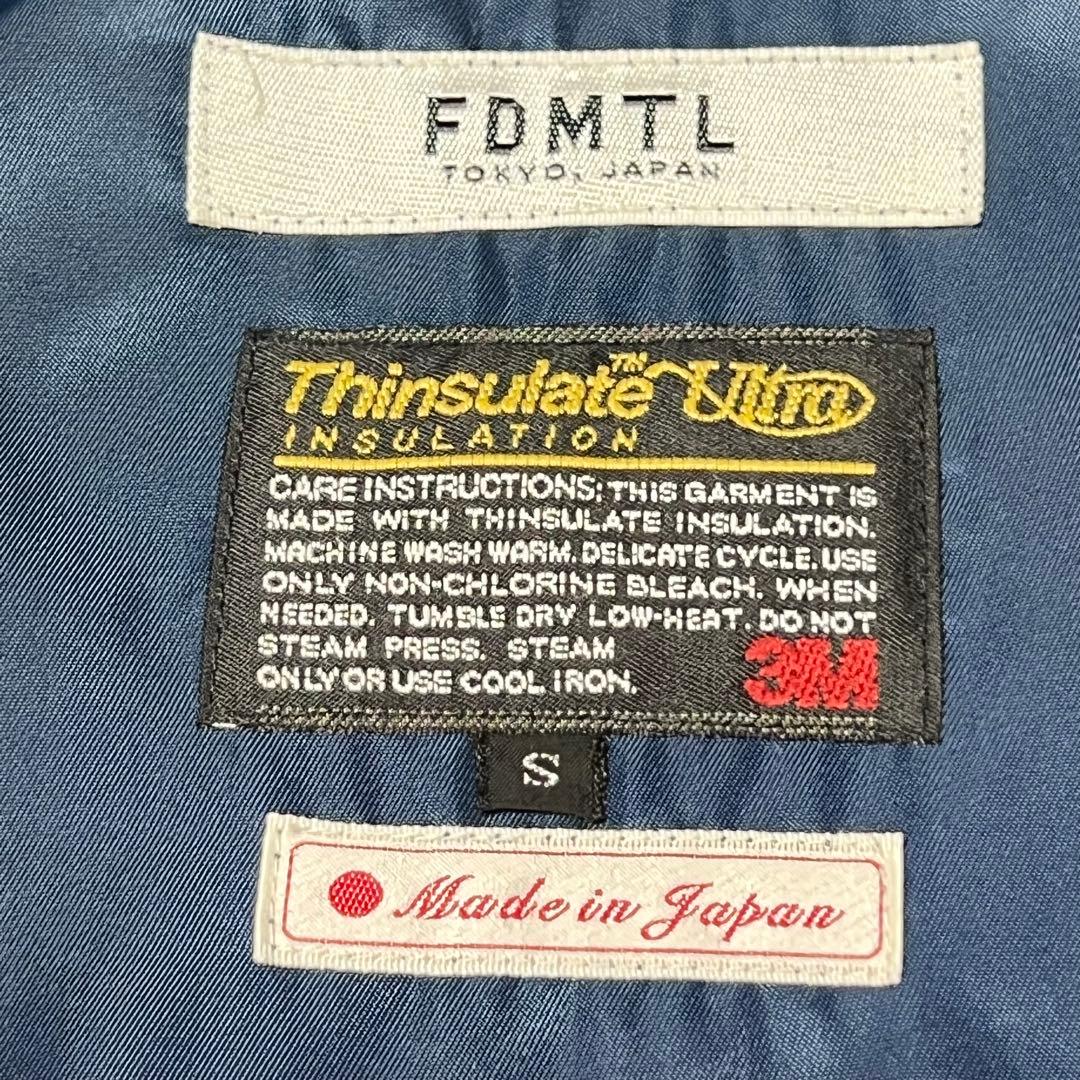 FDMTL
TOKYO, JAPAN
Thinsulate™ Ultra
INSULATION
CARE INSTRUCTIONS: THIS GARMENT IS
MADE WITH THINSULATE INSULATION.
MACHINE WASH WARM. DELICATE CYCLE. USE
ONLY NON-CHLORINE BLEACH. WHEN
NEEDED. TUMBLE DRY LOW-HEAT. DO NOT
STEAM PRESS. STEAM
ONLY OR USE COOL IRON.
3M
S
Made in Japan